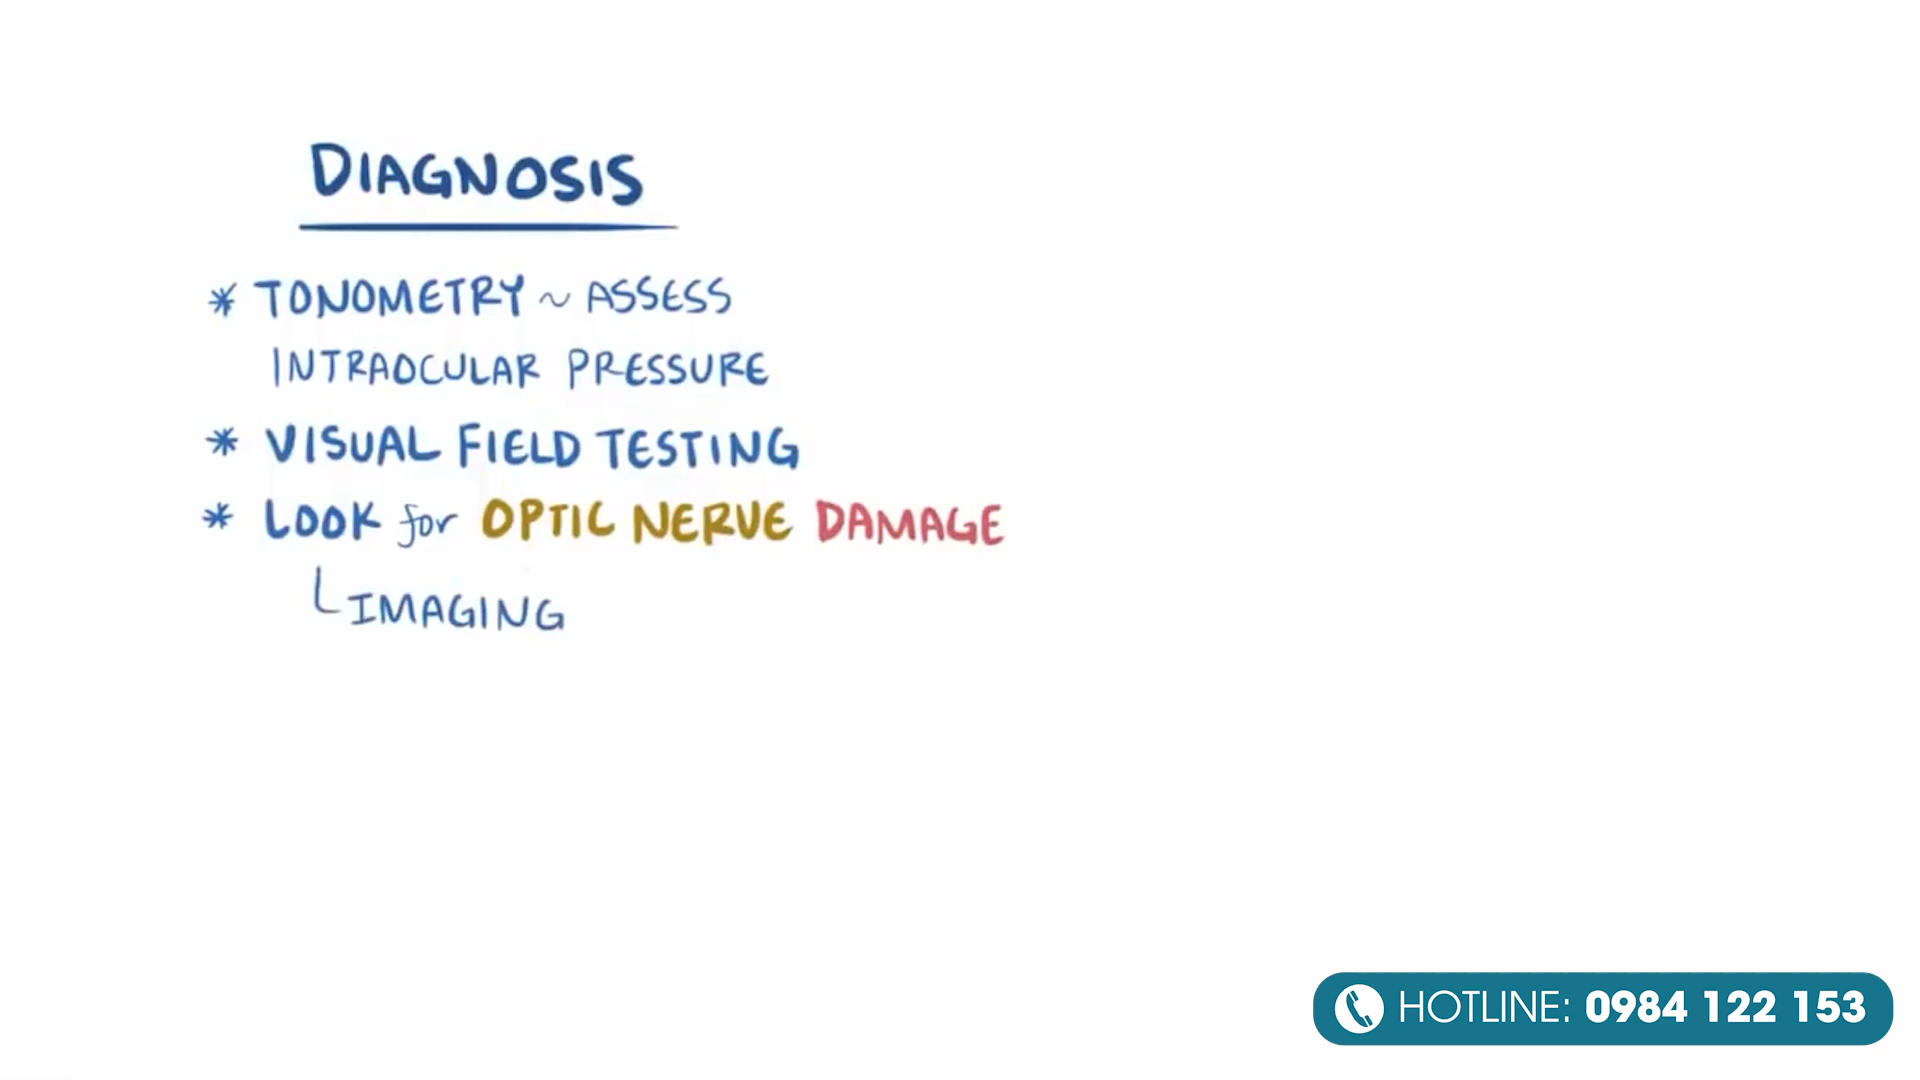 DIAGNOSIS
* TONOMETRY ~ ASSESS
INTRAOCULAR PRESSURE
* VISUAL FIELD TESTING
* LOOK for OPTIC NERVE DAMAGE
IMAGING
HOTLINE: 0984 122 153